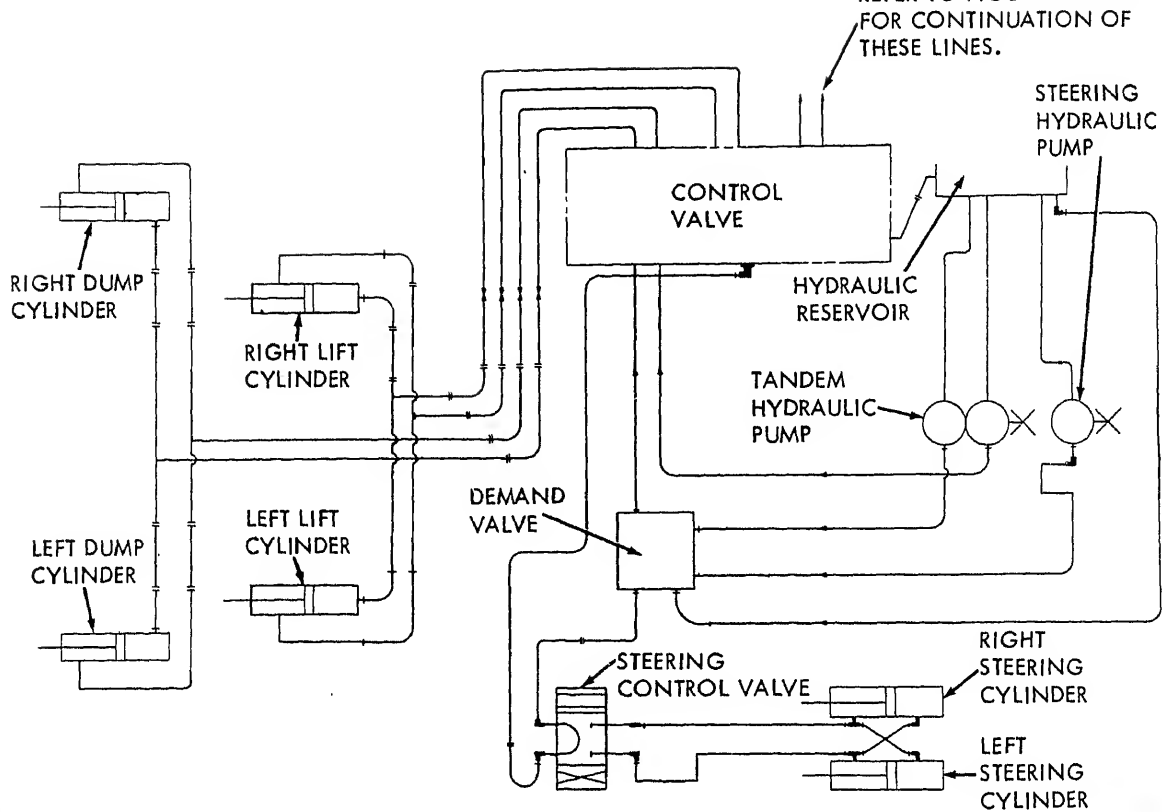 FOR CONTINUATION OF
THESE LINES.
STEERING
HYDRAULIC
PUMP
CONTROL
VALVE
RIGHT DUMP
CYLINDER
HYDRAULIC
RESERVOIR
RIGHT LIFT
CYLINDER
TANDEM
HYDRAULIC
PUMP
DEMAND
VALVE
LEFT DUMP
CYLINDER
LEFT LIFT
CYLINDER
STEERING
CONTROL VALVE
RIGHT
STEERING
CYLINDER
LEFT
STEERING
CYLINDER